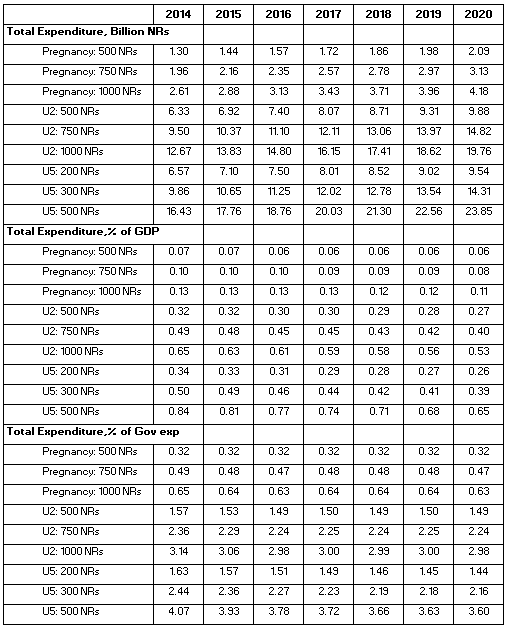 2014 2015 2016 2017 2018 2019 2020
Total Expenditure, Billion NRs
Pregnancy: 500 NRs 1.30 1.44 1.57 1.72 1.86 1.98 2.09
Pregnancy: 750 NRs 1.96 2.16 2.35 2.57 2.78 2.97 3.13
Pregnancy: 1000 NRs 2.61 2.88 3.13 3.43 3.71 3.96 4.18
U2: 500 NRs 6.33 6.92 7.40 8.07 8.71 9.31 9.88
U2: 750 NRs 9.50 10.37 11.10 12.11 13.06 13.97 14.82
U2: 1000 NRs 12.67 13.83 14.80 16.15 17.41 18.62 19.76
U5: 200 NRs 6.57 7.10 7.50 8.01 8.52 9.02 9.54
U5: 300 NRs 9.86 10.65 11.25 12.02 12.78 13.54 14.31
U5: 500 NRs 16.43 17.76 18.76 20.03 21.30 22.56 23.85
Total Expenditure,% of GDP
Pregnancy: 500 NRs 0.07 0.07 0.06 0.06 0.06 0.06 0.06
Pregnancy: 750 NRs 0.10 0.10 0.10 0.09 0.09 0.09 0.08
Pregnancy: 1000 NRs 0.13 0.13 0.13 0.13 0.12 0.12 0.11
U2: 500 NRs 0.32 0.32 0.30 0.30 0.29 0.28 0.27
U2: 750 NRs 0.49 0.48 0.45 0.45 0.43 0.42 0.40
U2: 1000 NRs 0.65 0.63 0.61 0.59 0.58 0.56 0.53
U5: 200 NRs 0.34 0.33 0.31 0.29 0.28 0.27 0.26
U5: 300 NRs 0.50 0.49 0.46 0.44 0.42 0.41 0.39
U5: 500 NRs 0.84 0.81 0.77 0.74 0.71 0.68 0.65
Total Expenditure,% of Gov exp
Pregnancy: 500 NRs 0.32 0.32 0.32 0.32 0.32 0.32 0.32
Pregnancy: 750 NRs 0.49 0.48 0.47 0.48 0.48 0.48 0.47
Pregnancy: 1000 NRs 0.65 0.64 0.63 0.64 0.64 0.64 0.63
U2: 500 NRs 1.57 1.53 1.49 1.50 1.49 1.50 1.49
U2: 750 NRs 2.36 2.29 2.24 2.25 2.24 2.25 2.24
U2: 1000 NRs 3.14 3.06 2.98 3.00 2.99 3.00 2.98
U5: 200 NRs 1.63 1.57 1.51 1.49 1.46 1.45 1.44
U5: 300 NRs 2.44 2.36 2.27 2.23 2.19 2.18 2.16
U5: 500 NRs 4.07 3.93 3.78 3.72 3.66 3.63 3.60